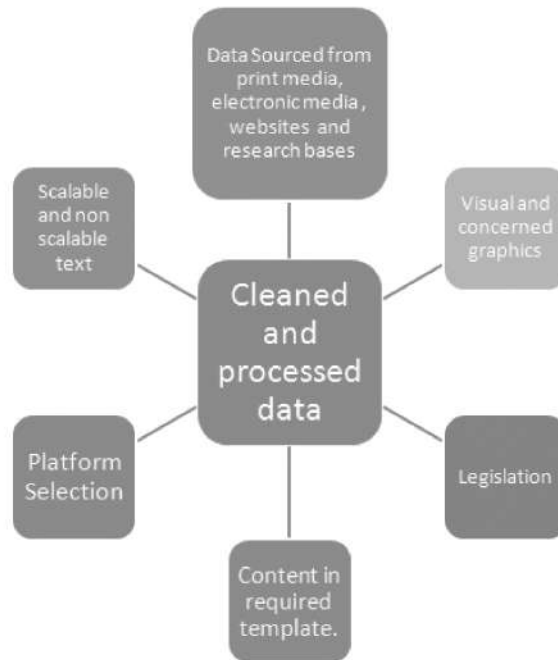 Data Sourced from
print media,
electronic media ,
websites and
research bases
Scalable
and non
scalable
text
Visual and
concerned
graphics
Cleaned
and
processed
data
Platform
Selection
Legislation
Content in
required
template.